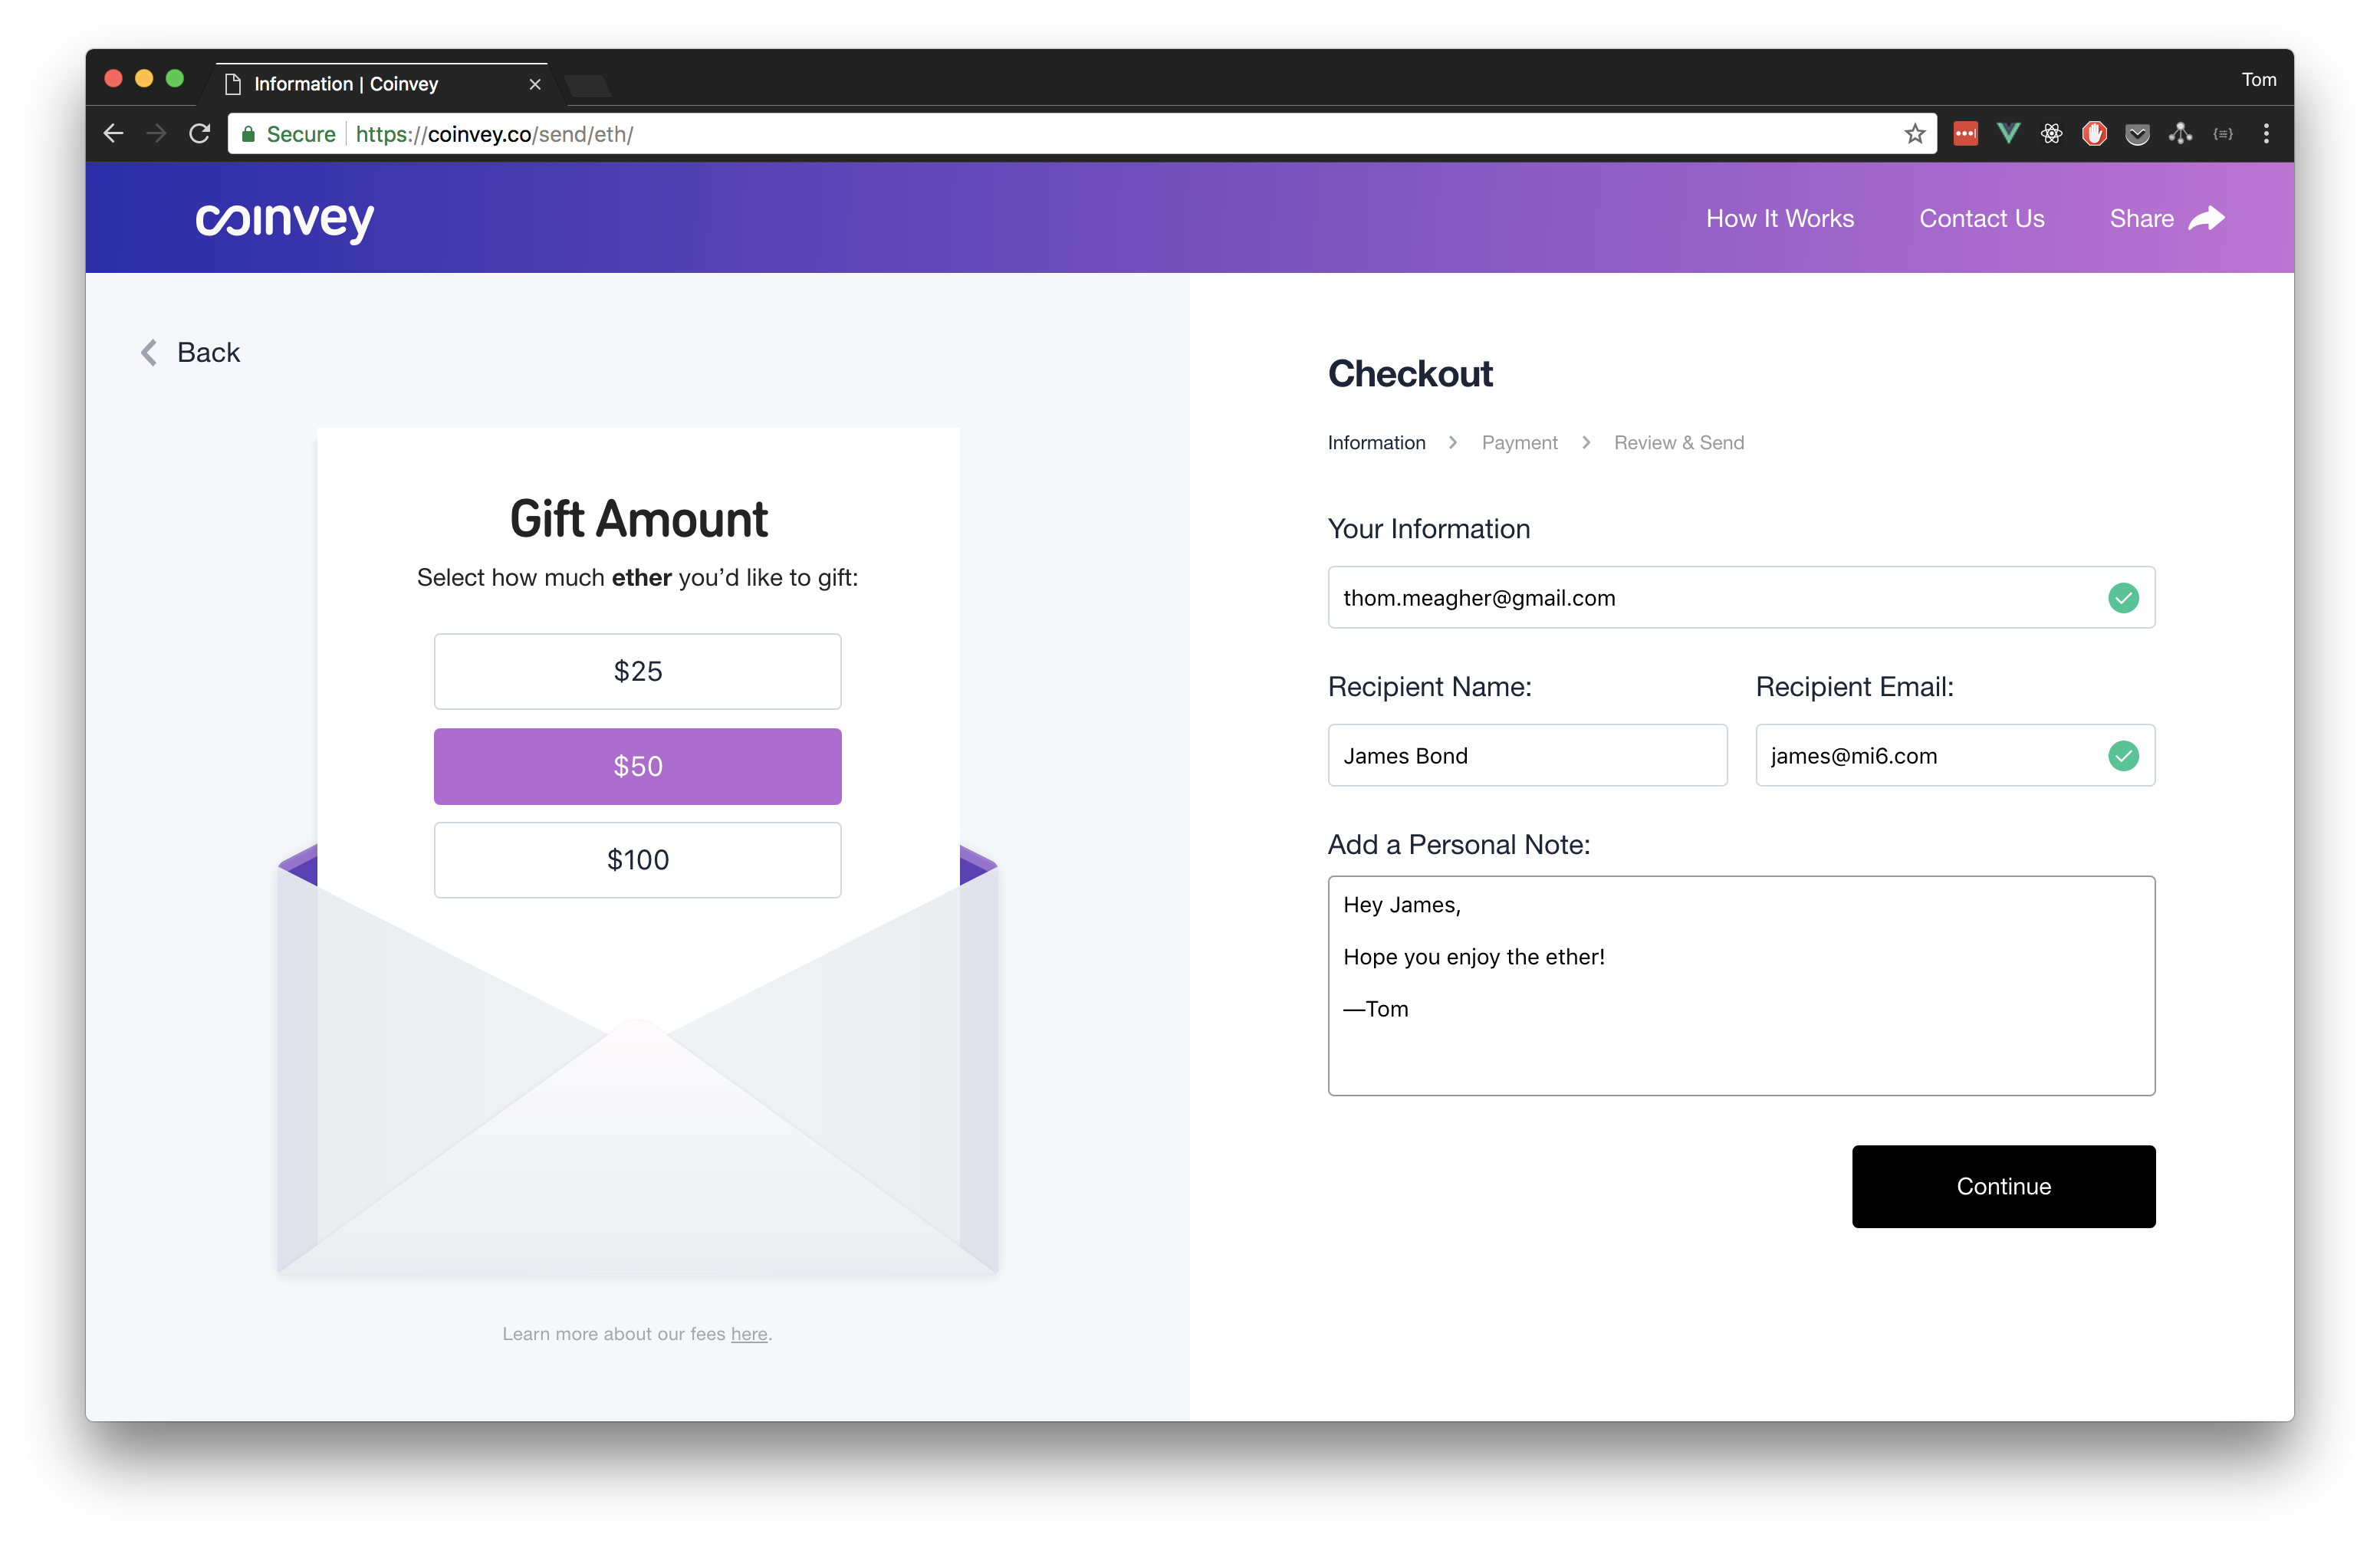 Information | Coinvey
Tom
Secure https://coinvey.co/send/eth/
coinvey
How It Works
Contact Us
Share
Back
Gift Amount
Select how much ether you’d like to gift:
$25
$50
$100
Learn more about our fees here.
Checkout
Information
Payment
Review & Send
Your Information
thom.meagher@gmail.com
Recipient Name:
Recipient Email:
James Bond
james@mi6.com
Add a Personal Note:
Hey James,
Hope you enjoy the ether!
—Tom
Continue